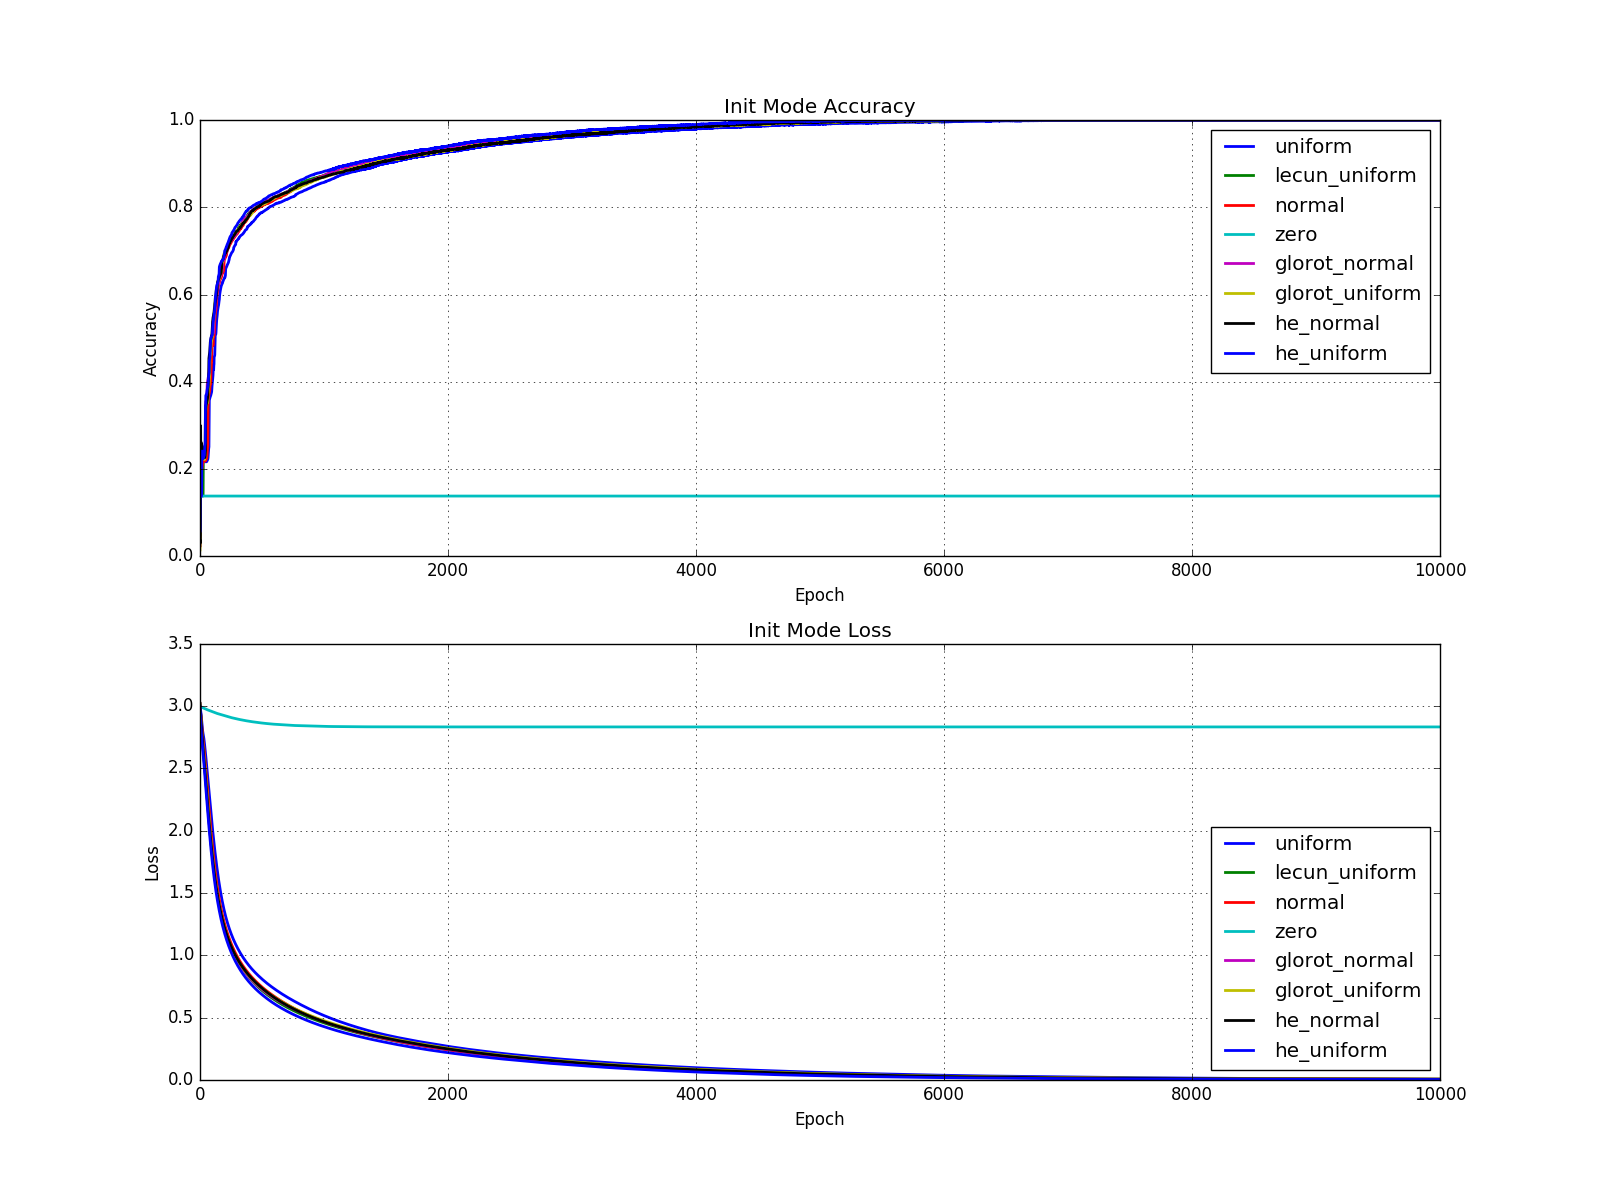 Init Mode Accuracy
1.0
0.8
0.6
0.4
0.2
0.0
Accuracy
uniform
lecun_uniform
normal
zero
glorot_normal
glorot_uniform
he_normal
he_uniform
0 2000 4000 6000 8000 10000
Epoch
Init Mode Loss
3.5
3.0
2.5
2.0
1.5
1.0
0.5
0.0
Loss
uniform
lecun_uniform
normal
zero
glorot_normal
glorot_uniform
he_normal
he_uniform
0 2000 4000 6000 8000 10000
Epoch